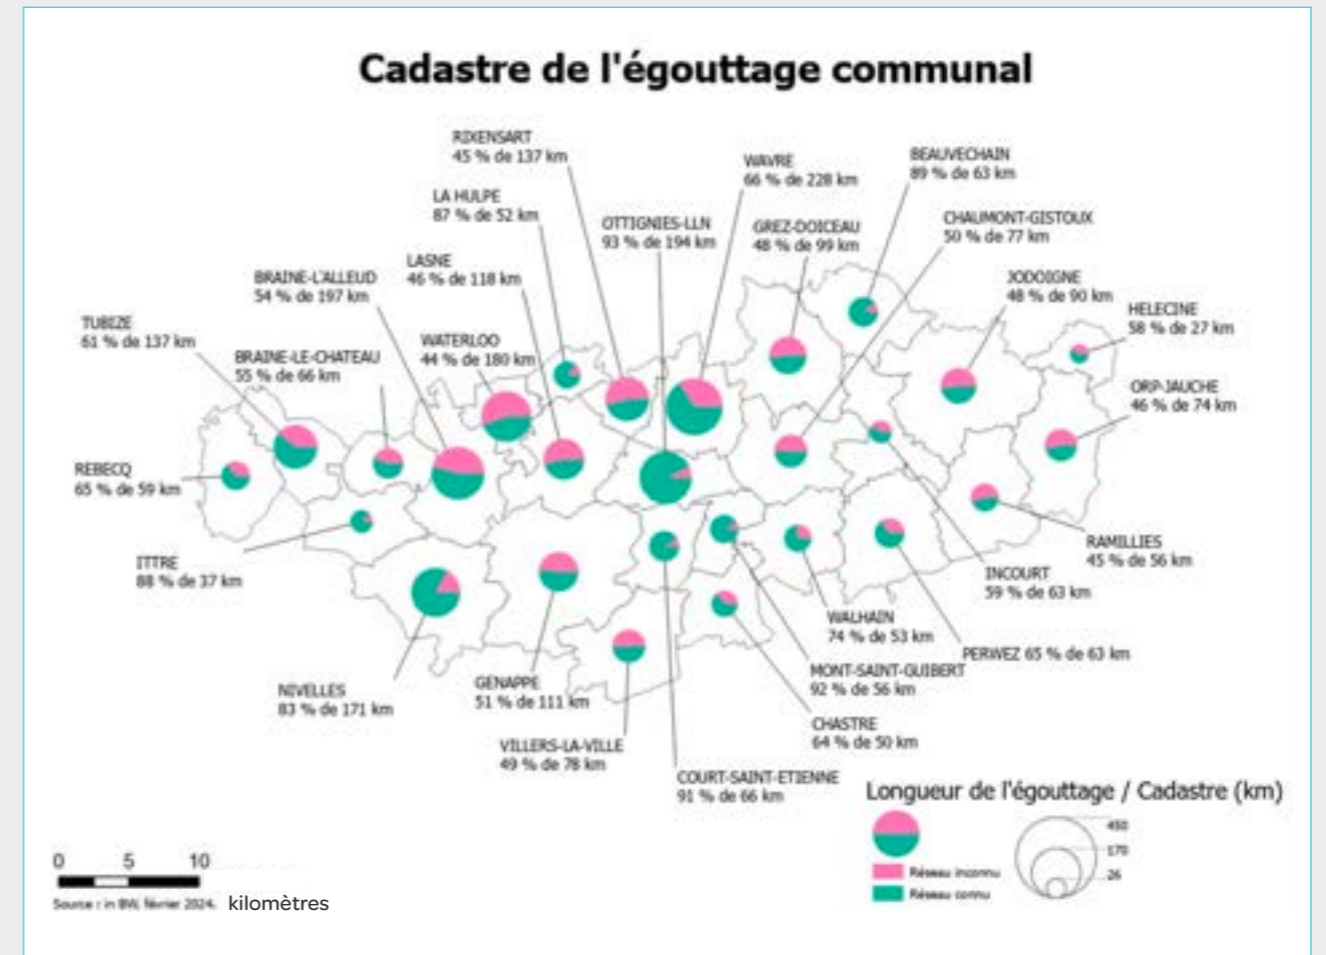 Cadastre de l'égouttage communal
RIXENSART
45 % de 137 km
WAVRE
66 % de 228 km
BEAUVECHAIN
89 % de 63 km
LA HULPE
87 % de 52 km
OTTIGNIES-LLN
93 % de 194 km
GREZ-DOICEAU
48 % de 99 km
CHAUMONT-GISTOUX
50 % de 77 km
LASNE
46 % de 118 km
BRAINE-L'ALLEUD
54 % de 197 km
JODOIGNE
48 % de 90 km
HELECINE
58 % de 27 km
TUBIZE
61 % de 137 km
BRAINE-LE-CHATEAU
55 % de 66 km
WATERLOO
44 % de 180 km
ORP-JAUCHE
46 % de 74 km
REBECQ
65 % de 59 km
ITTRE
88 % de 37 km
RAMILLIES
45 % de 56 km
INCOURT
59 % de 63 km
WALHAIN
74 % de 53 km
PERWEZ 65 % de 63 km
MONT-SAINT-GUIBERT
92 % de 56 km
NIVELLES
83 % de 171 km
GENAPPE
51 % de 111 km
CHASTRE
64 % de 50 km
VILLERS-LA-VILLE
49 % de 78 km
COURT-SAINT-ETIENNE
91 % de 66 km
Longueur de l'égouttage / Cadastre (km)
450
170
26
Réseau inconnu
Réseau connu
0 5 10
Source : in BW, février 2024. kilomètres